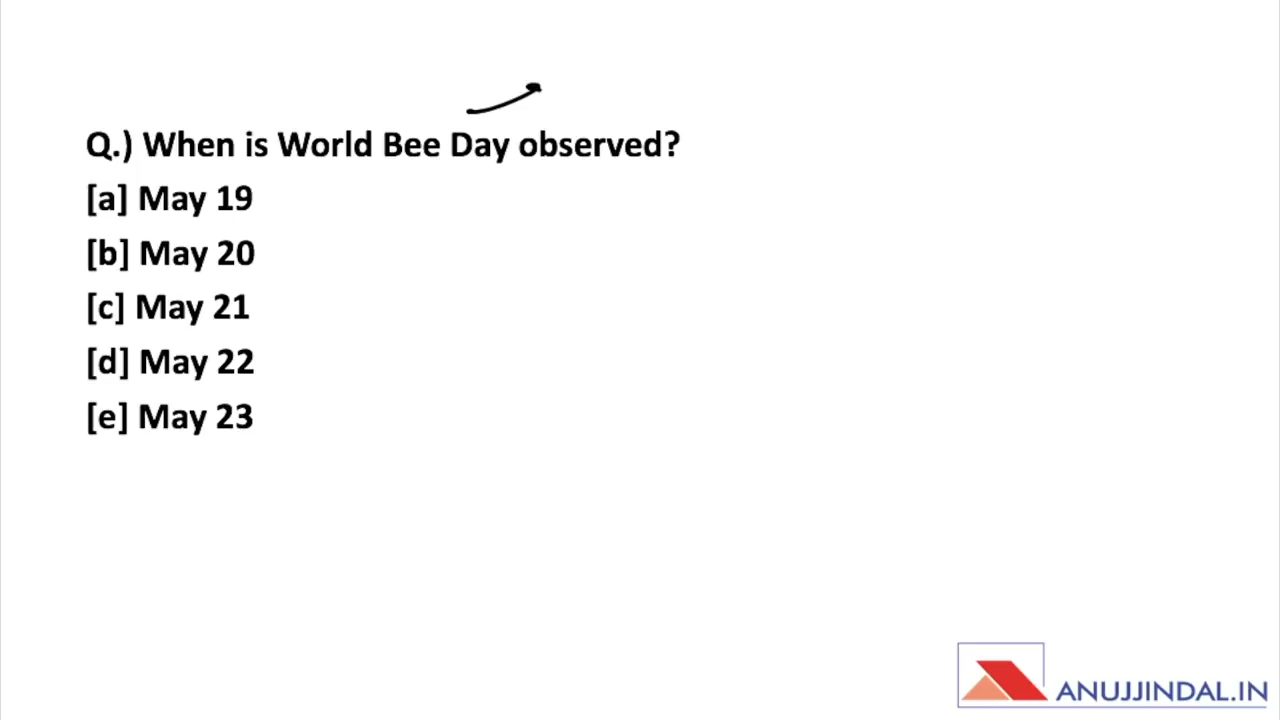 Q.) When is World Bee Day observed?
[a] May 19
[b] May 20
[c] May 21
[d] May 22
[e] May 23
ANUJJINDAL.IN